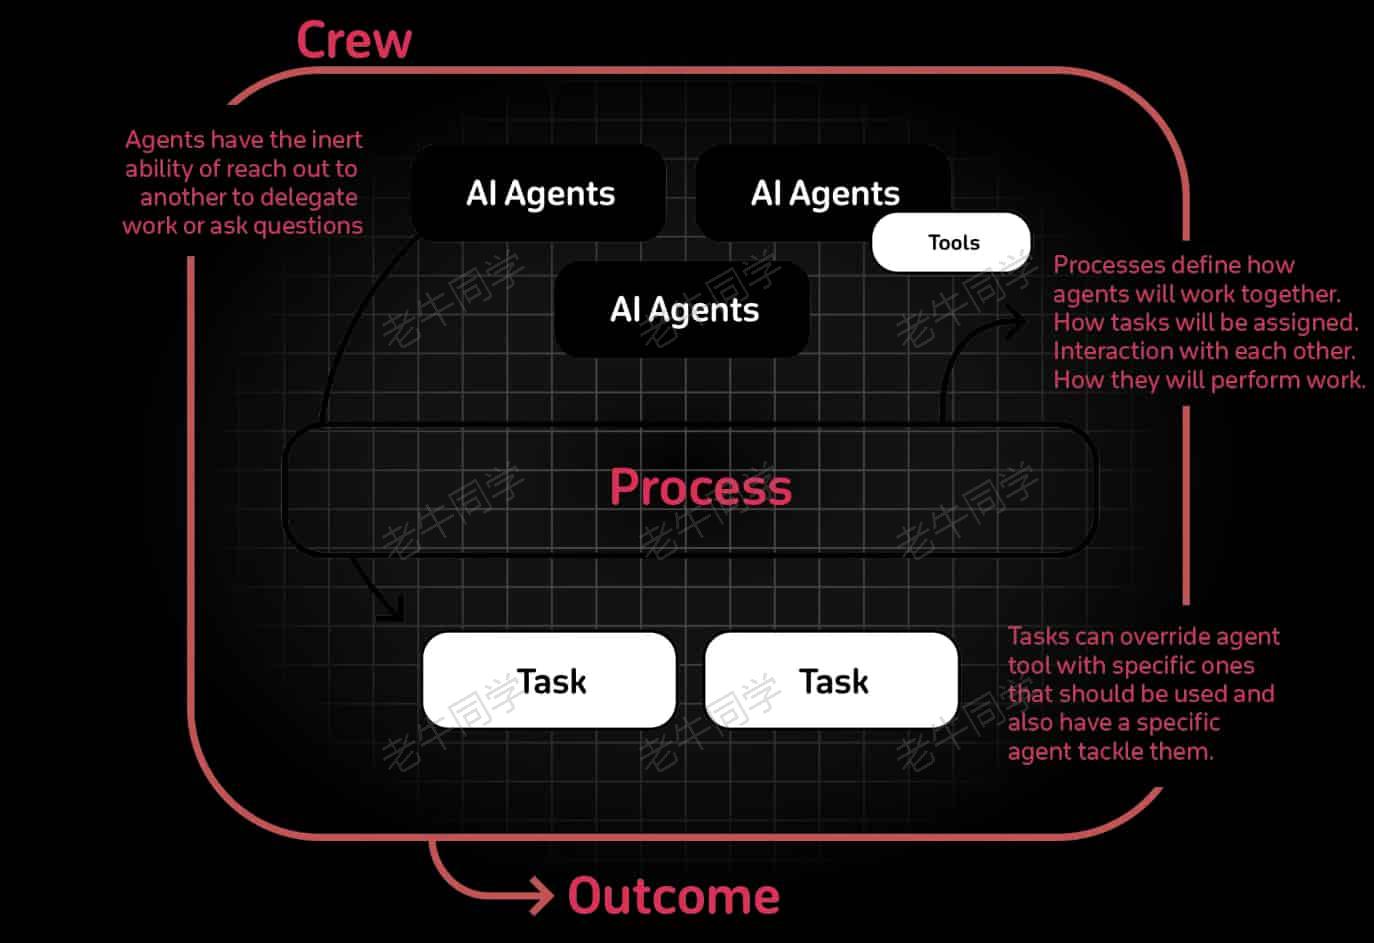 Crew
Agents have the inert
ability of reach out to
another to delegate
work or ask questions
AI Agents
AI Agents
Tools
AI Agents
Processes define how
agents will work together.
How tasks will be assigned.
Interaction with each other.
How they will perform work.
Process
Task
Task
Tasks can override agent
tool with specific ones
that should be used and
also have a specific
agent tackle them.
Outcome
老牛同学
老牛同学
老牛同学
老牛同学
老牛同学
老牛同学
老牛同学
老牛同学
老牛同学